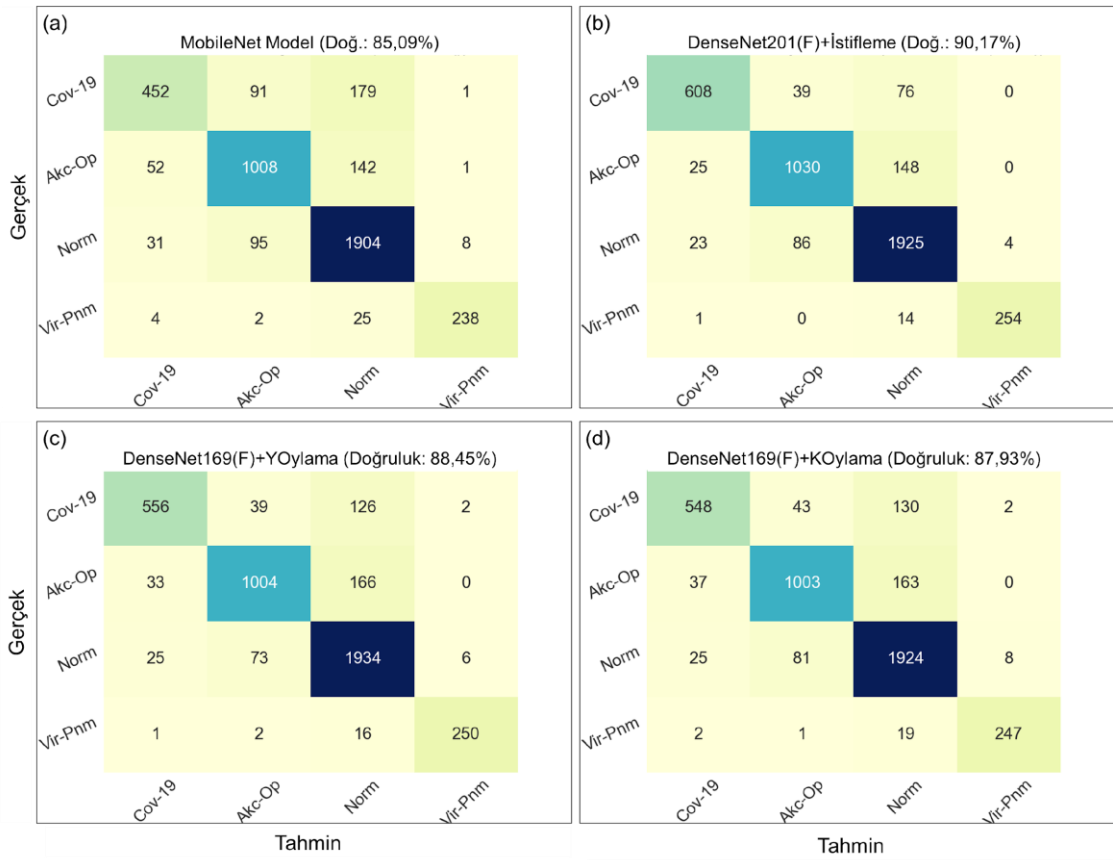 (a)
MobileNet Model (Doğ.: 85,09%)
Gerçek
Cov-19 452 91 179 1
Akc-Op 52 1008 142 1
Norm 31 95 1904 8
Vir-Pnm 4 2 25 238
Cov-19 Akc-Op Norm Vir-Pnm
(b)
DenseNet201(F)+İstifleme (Doğ.: 90,17%)
Cov-19 608 39 76 0
Akc-Op 25 1030 148 0
Norm 23 86 1925 4
Vir-Pnm 1 0 14 254
Cov-19 Akc-Op Norm Vir-Pnm
(c)
DenseNet169(F)+YOylama (Doğruluk: 88,45%)
Gerçek
Cov-19 556 39 126 2
Akc-Op 33 1004 166 0
Norm 25 73 1934 6
Vir-Pnm 1 2 16 250
Cov-19 Akc-Op Norm Vir-Pnm
Tahmin
(d)
DenseNet169(F)+KOylama (Doğruluk: 87,93%)
Cov-19 548 43 130 2
Akc-Op 37 1003 163 0
Norm 25 81 1924 8
Vir-Pnm 2 1 19 247
Cov-19 Akc-Op Norm Vir-Pnm
Tahmin